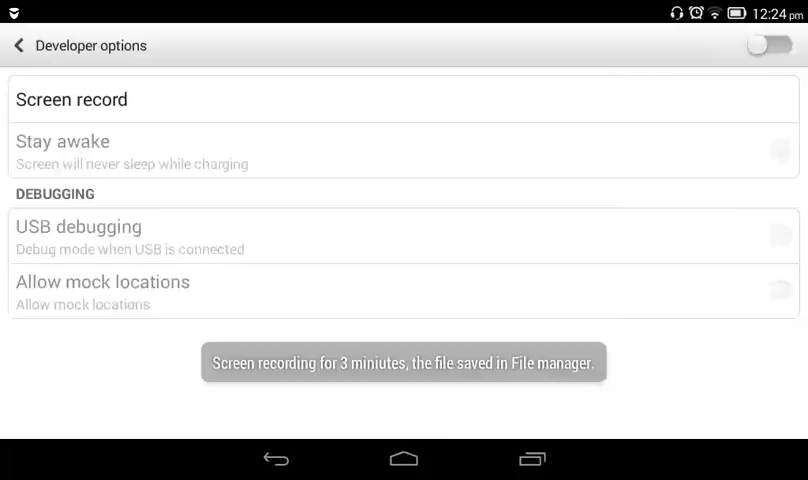 12:24 pm
Developer options
Screen record
Stay awake
Screen will never sleep while charging
DEBUGGING
USB debugging
Debug mode when USB is connected
Allow mock locations
Allow mock locations
Screen recording for 3 miniutes, the file saved in File manager.